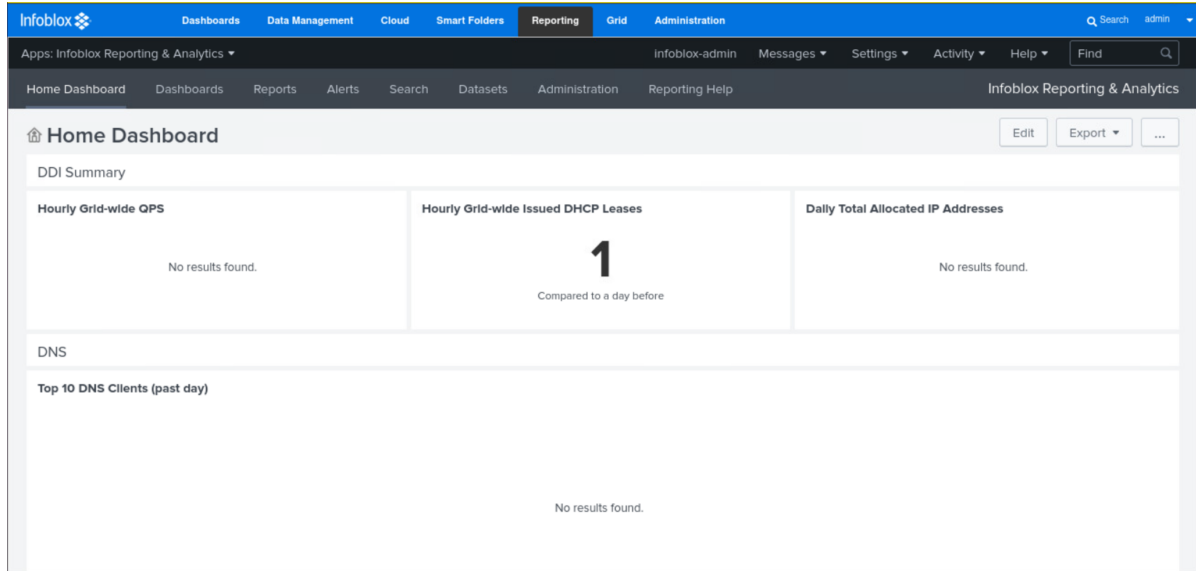 Infoblox Dashboards Data Management Cloud Smart Folders Reporting Grid Administration Search admin
Apps: Infoblox Reporting & Analytics infoblox-admin Messages Settings Activity Help Find
Home Dashboard Dashboards Reports Alerts Search Datasets Administration Reporting Help Infoblox Reporting & Analytics
Home Dashboard Edit Export ...
DDI Summary
Hourly Grid-wide QPS Hourly Grid-wide Issued DHCP Leases Daily Total Allocated IP Addresses
No results found. 1 No results found.
Compared to a day before
DNS
Top 10 DNS Clients (past day)
No results found.